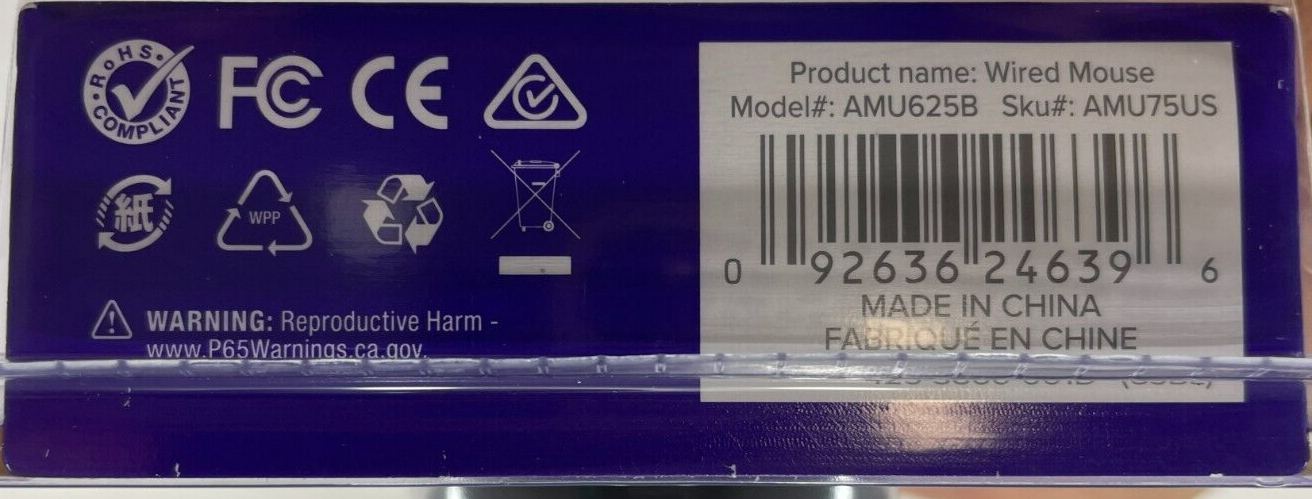 RoHS COMPLIANT
FC CE
紙
WPP
WARNING: Reproductive Harm -
www.P65Warnings.ca.gov.
Product name: Wired Mouse
Model#: AMU625B Sku#: AMU75US
0 92636 24639 6
MADE IN CHINA
FABRIQUÉ EN CHINE